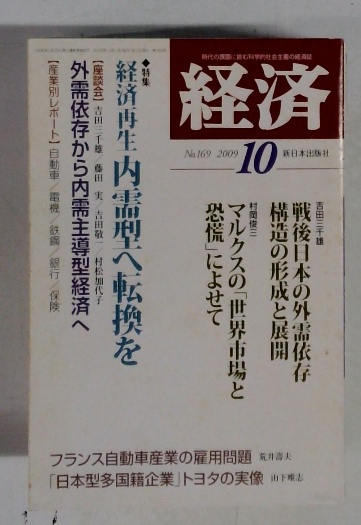 時代の課題に挑む科学的社会主義の経済誌
経済
No.169 2009 10 新日本出版社
吉田三千雄
戦後日本の外需依存
構造の形成と展開
村岡俊三
マルクスの「世界市場と
恐慌」によせて
◆特集
経済再生 内需型へ転換を
【座談会】吉田三千雄/藤田 実/吉田敬一/村松加代子
外需依存から内需主導型経済へ
【産業別レポート】自動車/電機/鉄鋼/銀行/保険
フランス自動車産業の雇用問題 荒井壽夫
「日本型多国籍企業」トヨタの実像 山下唯志